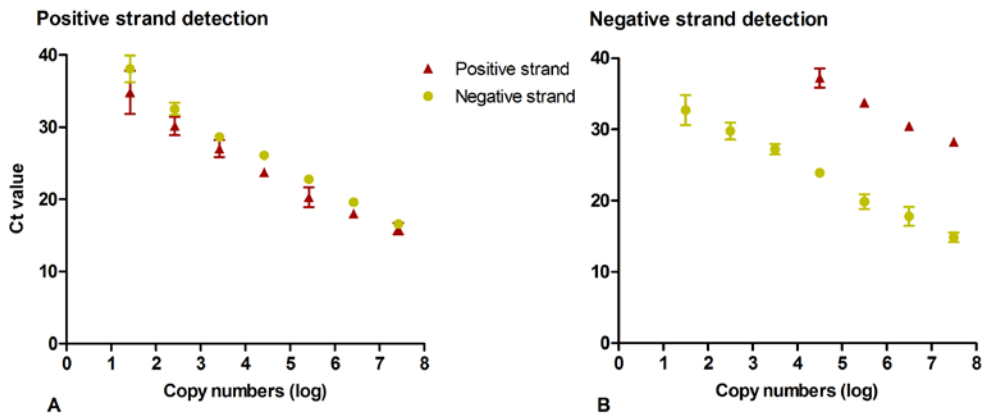 Positive strand detection
40
30
20
10
0
Ct value
0 1 2 3 4 5 6 7 8
Copy numbers (log)
A
Positive strand
Negative strand
Negative strand detection
40
30
20
10
0
0 1 2 3 4 5 6 7 8
Copy numbers (log)
B